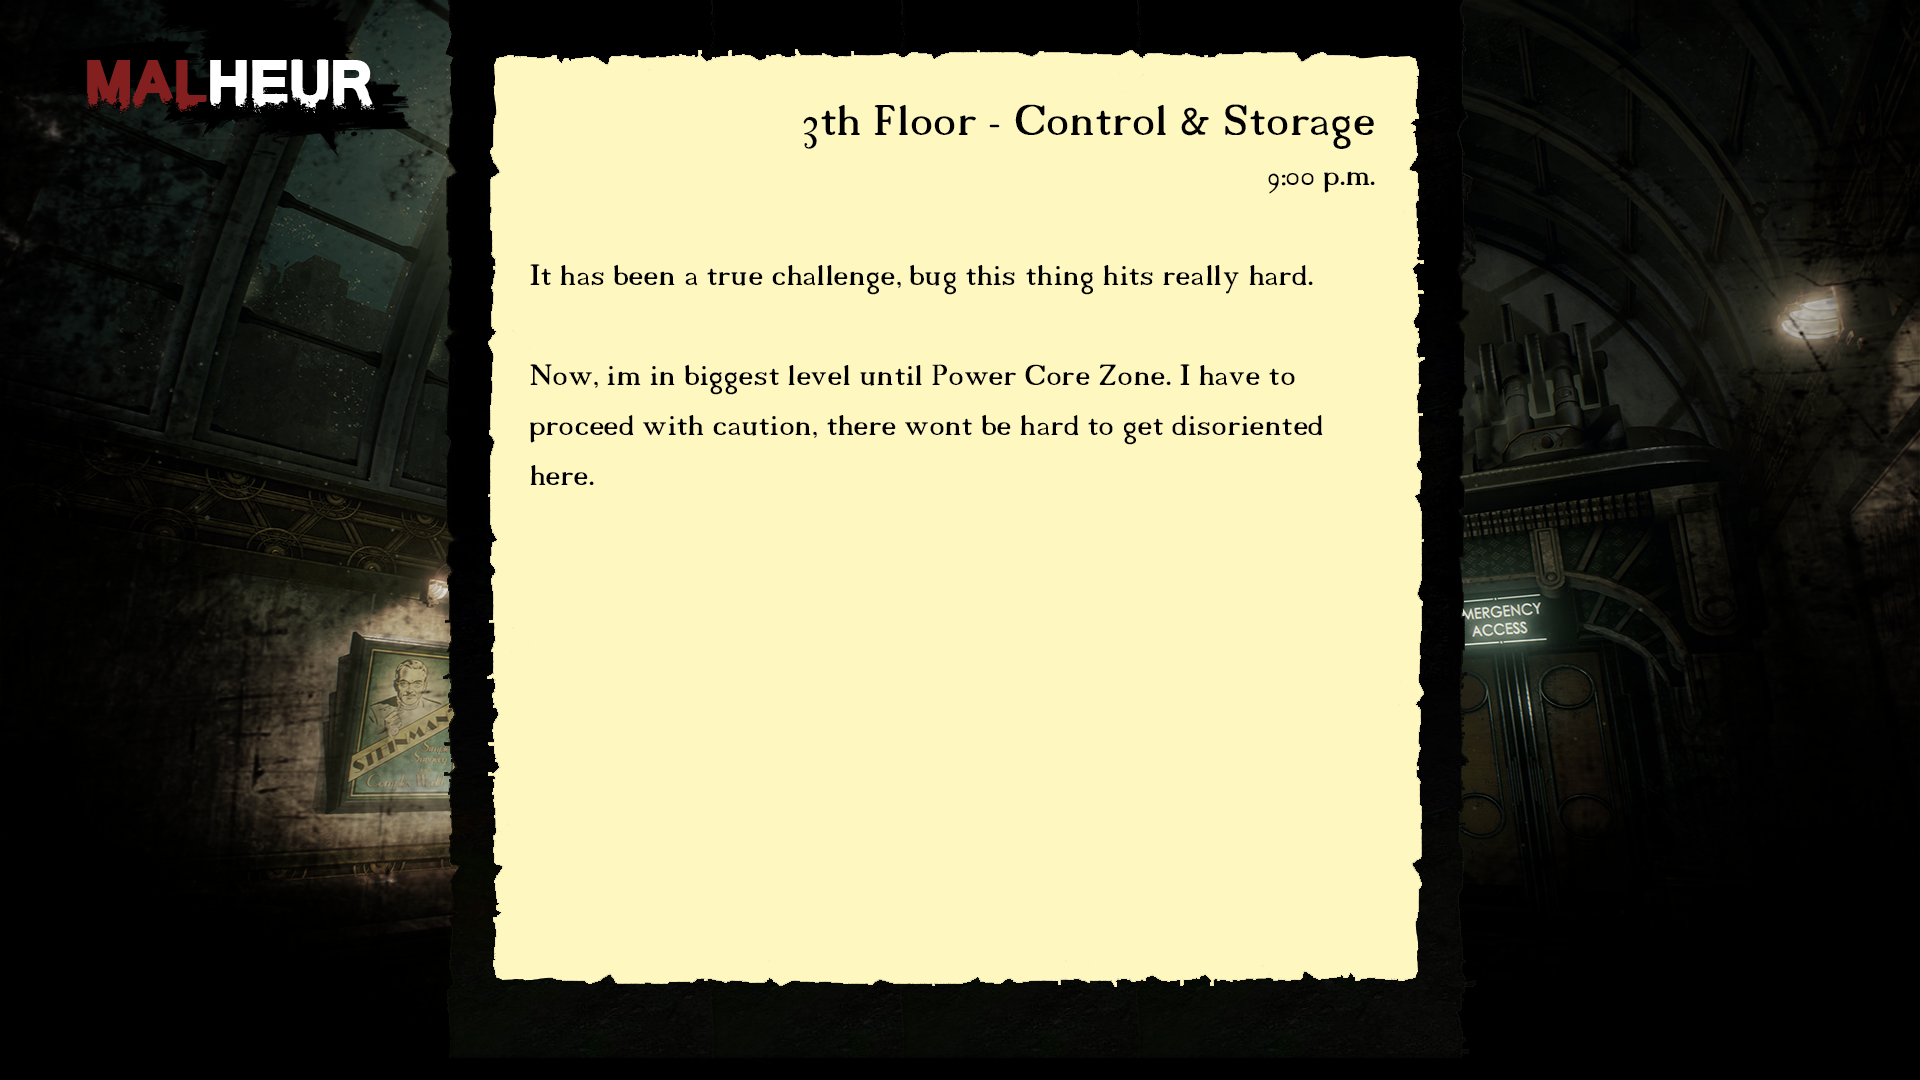 MALHEUR
3th Floor - Control & Storage
9:00 p.m.
It has been a true challenge, bug this thing hits really hard.
Now, im in biggest level until Power Core Zone. I have to
proceed with caution, there wont be hard to get disoriented
here.
MERGENCY
ACCESS
STEINMAN